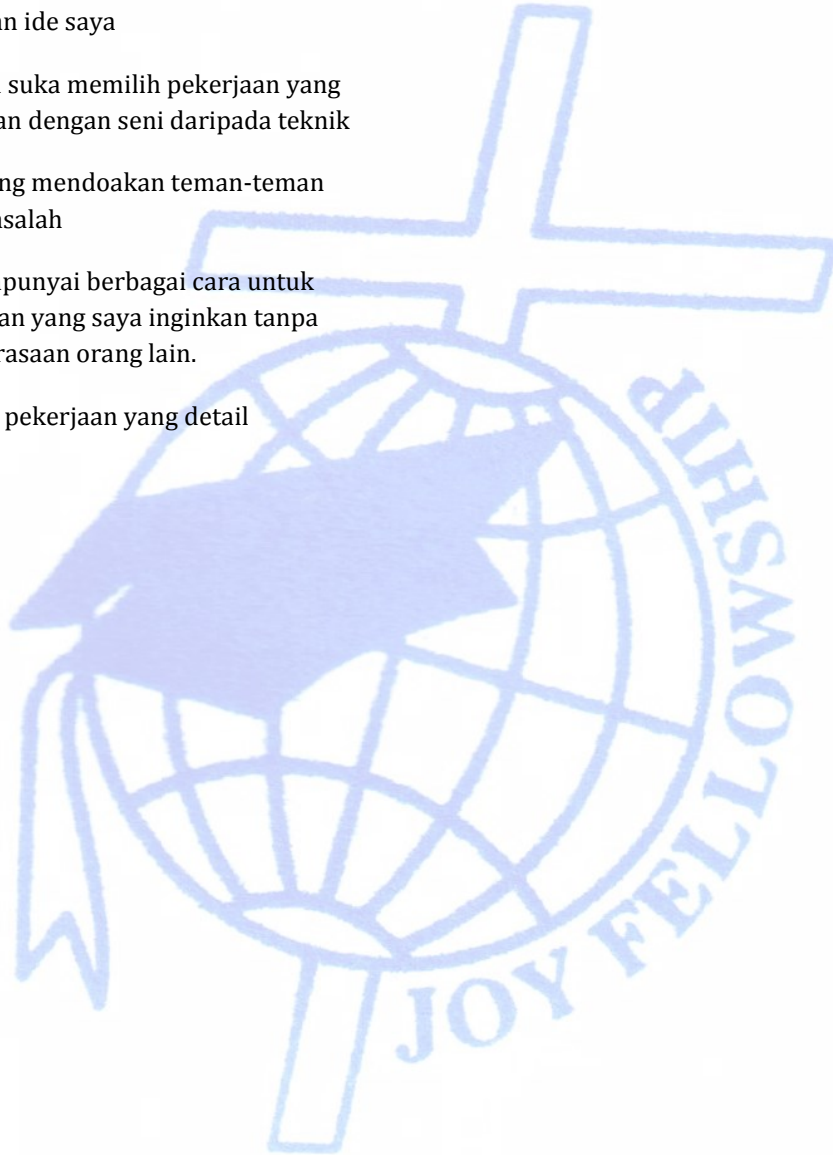 an ide saya
suka memilih pekerjaan yang
an dengan seni daripada teknik
ng mendoakan teman-teman
asalah
punyai berbagai cara untuk
an yang saya inginkan tanpa
rasaan orang lain.
pekerjaan yang detail
JOY FELLOWSHIP